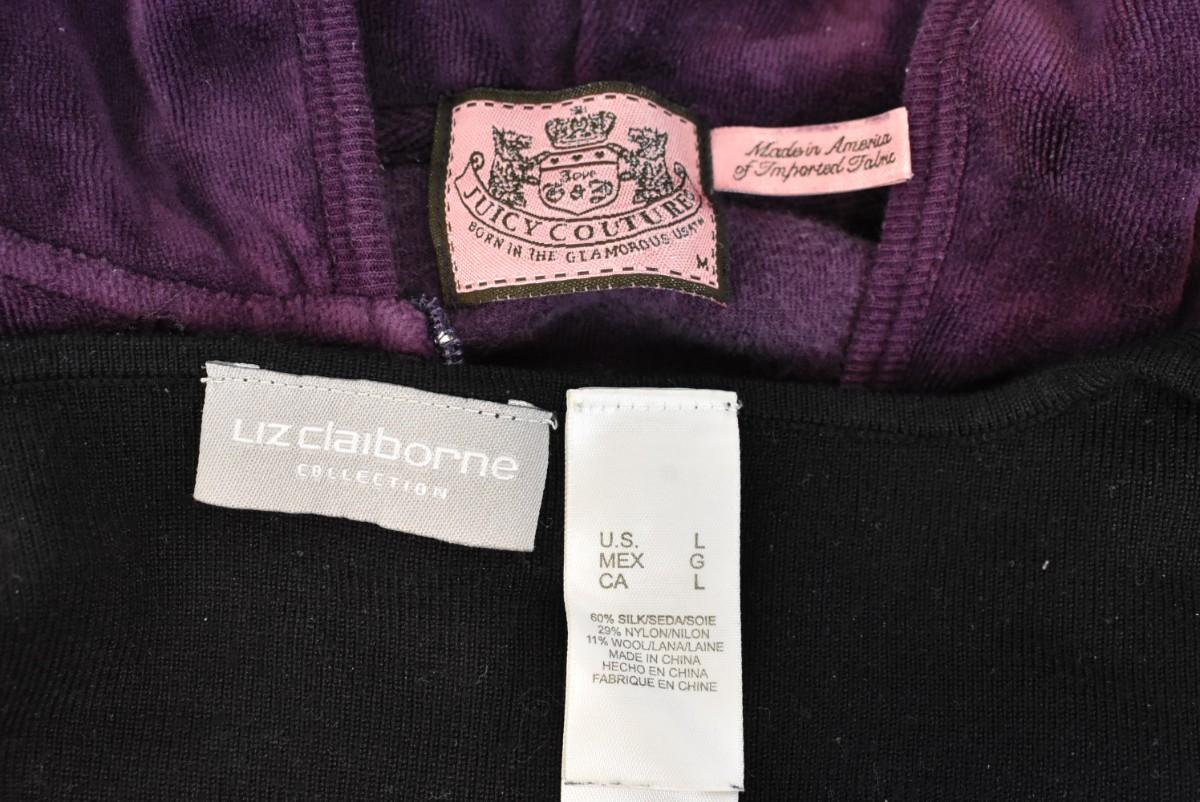 Love
G&P
JUICY COUTURE
BORN IN THE GLAMOROUS USA™
M
Made in America
of Imported Fabric
LIZ claiborne
COLLECTION
U.S. L
MEX G
CA L
60% SILK/SEDA/SOIE
29% NYLON/NILON
11% WOOL/LANA/LAINE
MADE IN CHINA
HECHO EN CHINA
FABRIQUE EN CHINE